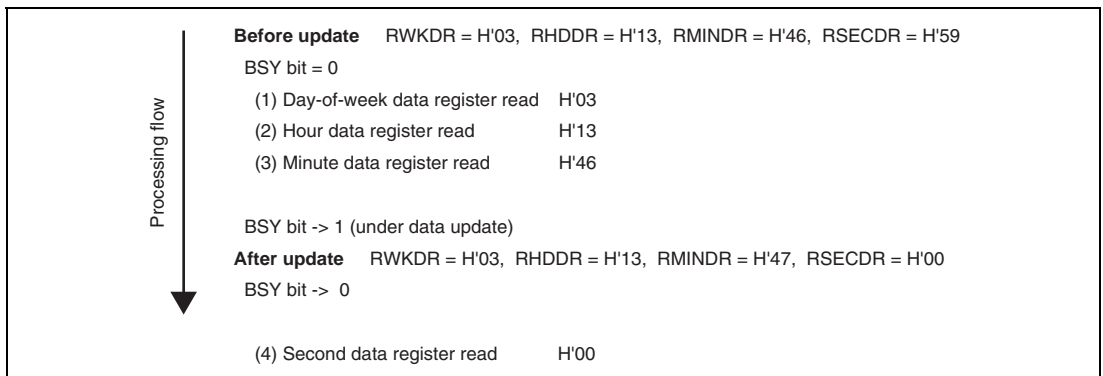 Processing flow
Before update RWKDR = H'03, RHDDR = H'13, RMINDR = H'46, RSECDR = H'59
BSY bit = 0
(1) Day-of-week data register read H'03
(2) Hour data register read H'13
(3) Minute data register read H'46
BSY bit -> 1 (under data update)
After update RWKDR = H'03, RHDDR = H'13, RMINDR = H'47, RSECDR = H'00
BSY bit -> 0
(4) Second data register read H'00